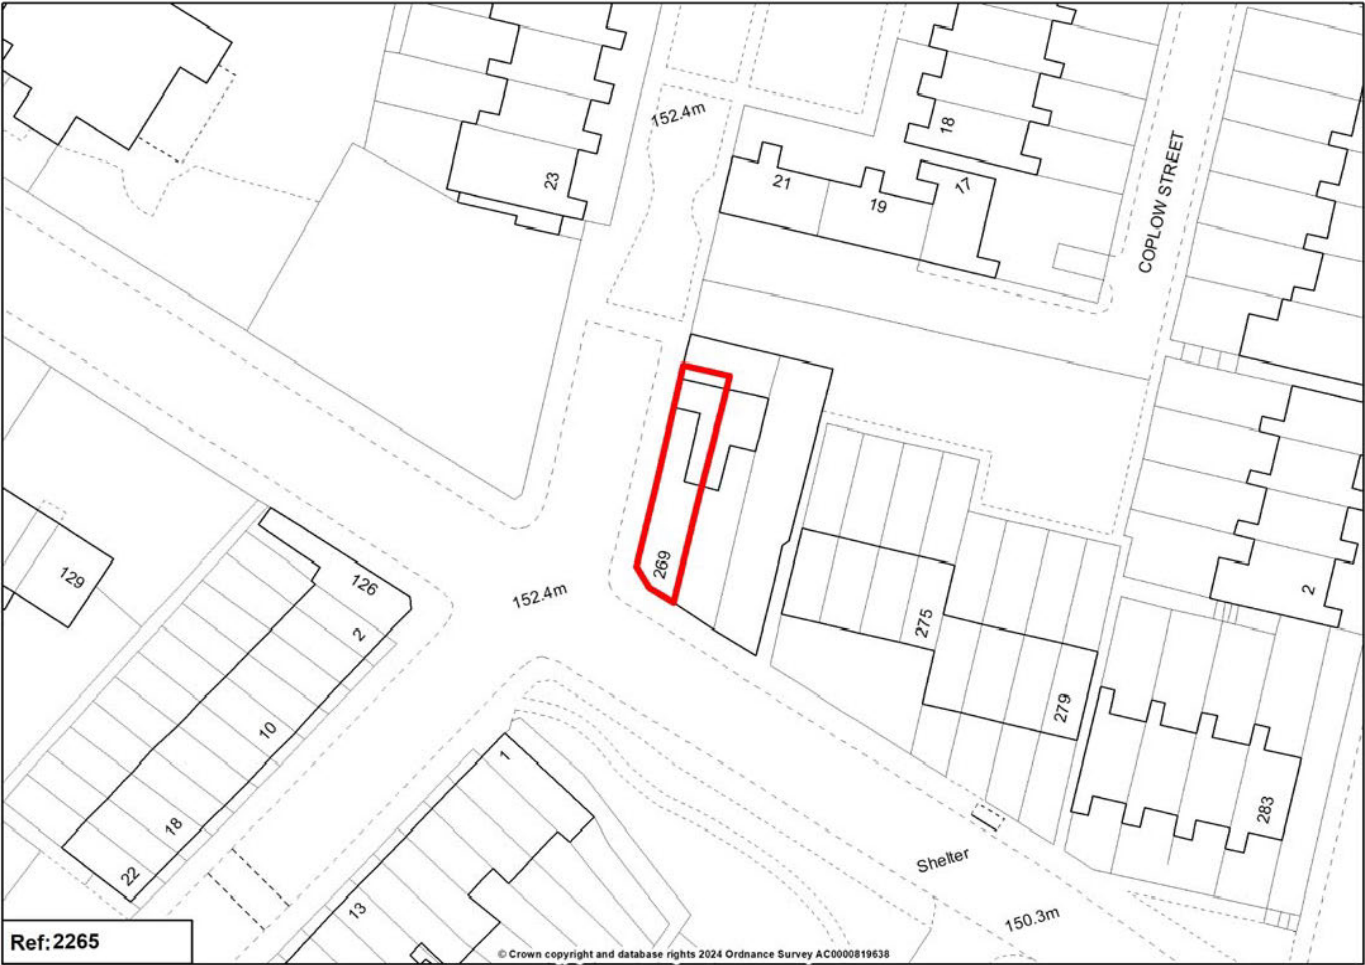 152.4m
18
COPLOW STREET
23
21
19
17
269
152.4m
129
126
2
10
18
22
275
279
2
283
1
13
Shelter
150.3m
Ref:2265
© Crown copyright and database rights 2024 Ordnance Survey AC0000819638